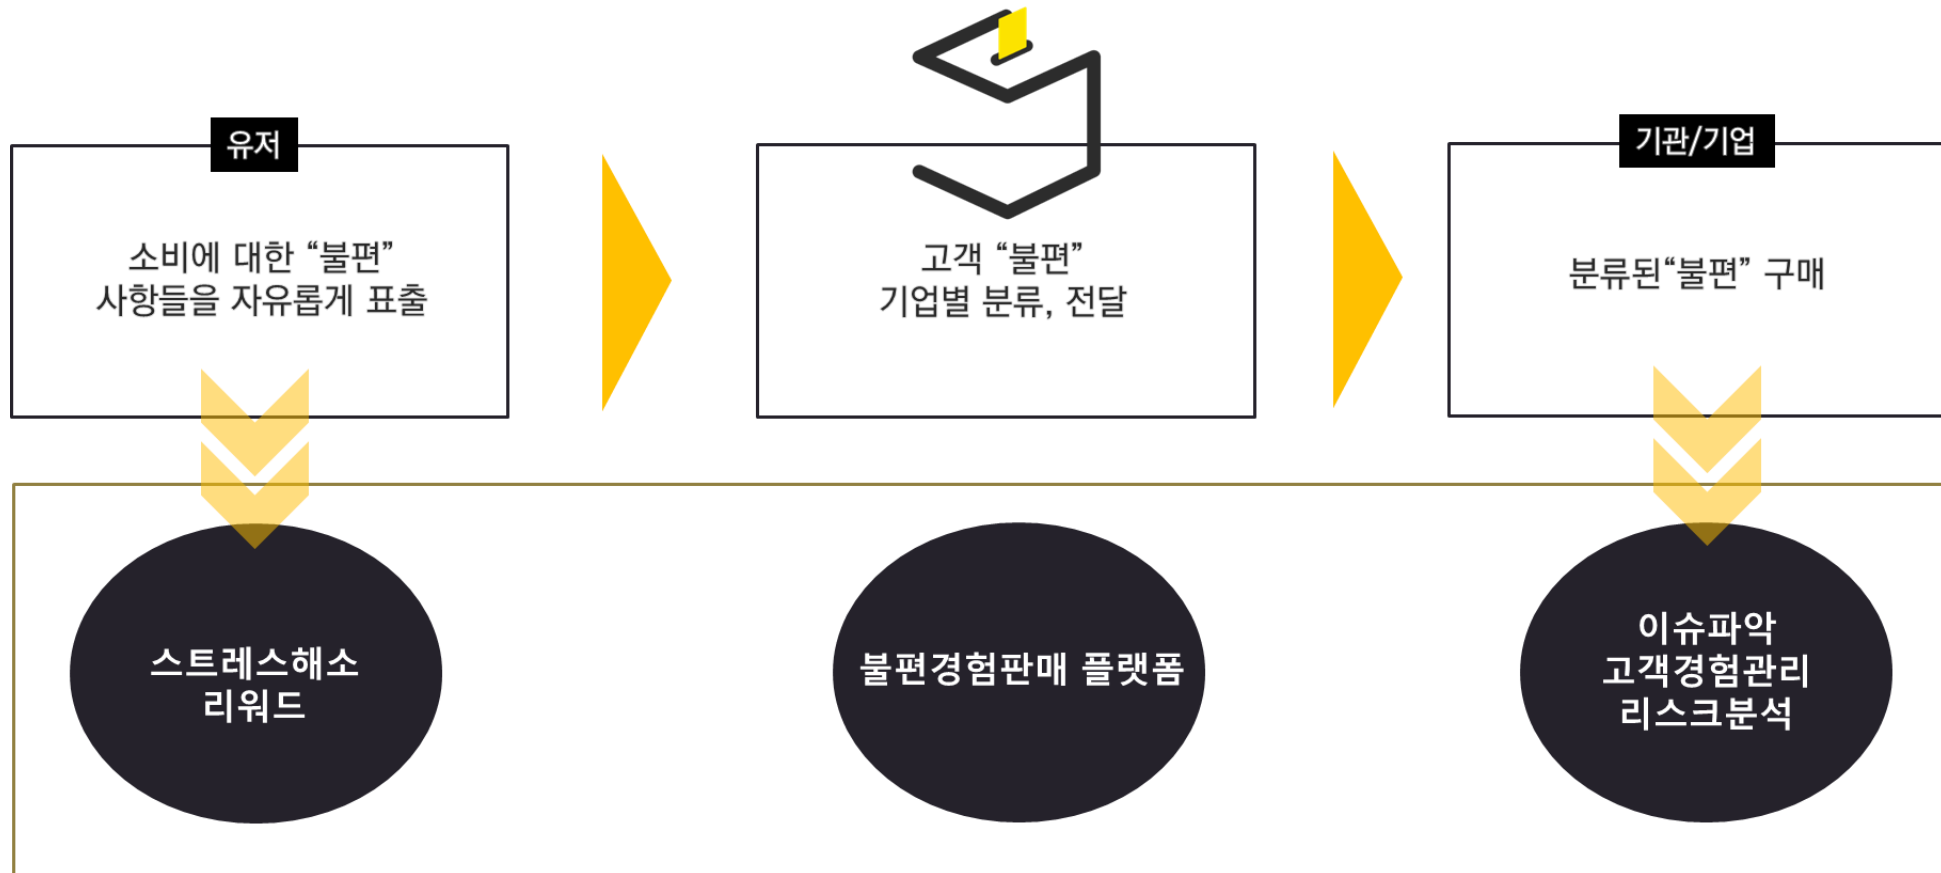 유저
소비에 대한 “불편”
사항들을 자유롭게 표출
고객 “불편”
기업별 분류, 전달
기관/기업
분류된“불편” 구매
스트레스해소
리워드
불편경험판매 플랫폼
이슈파악
고객경험관리
리스크분석